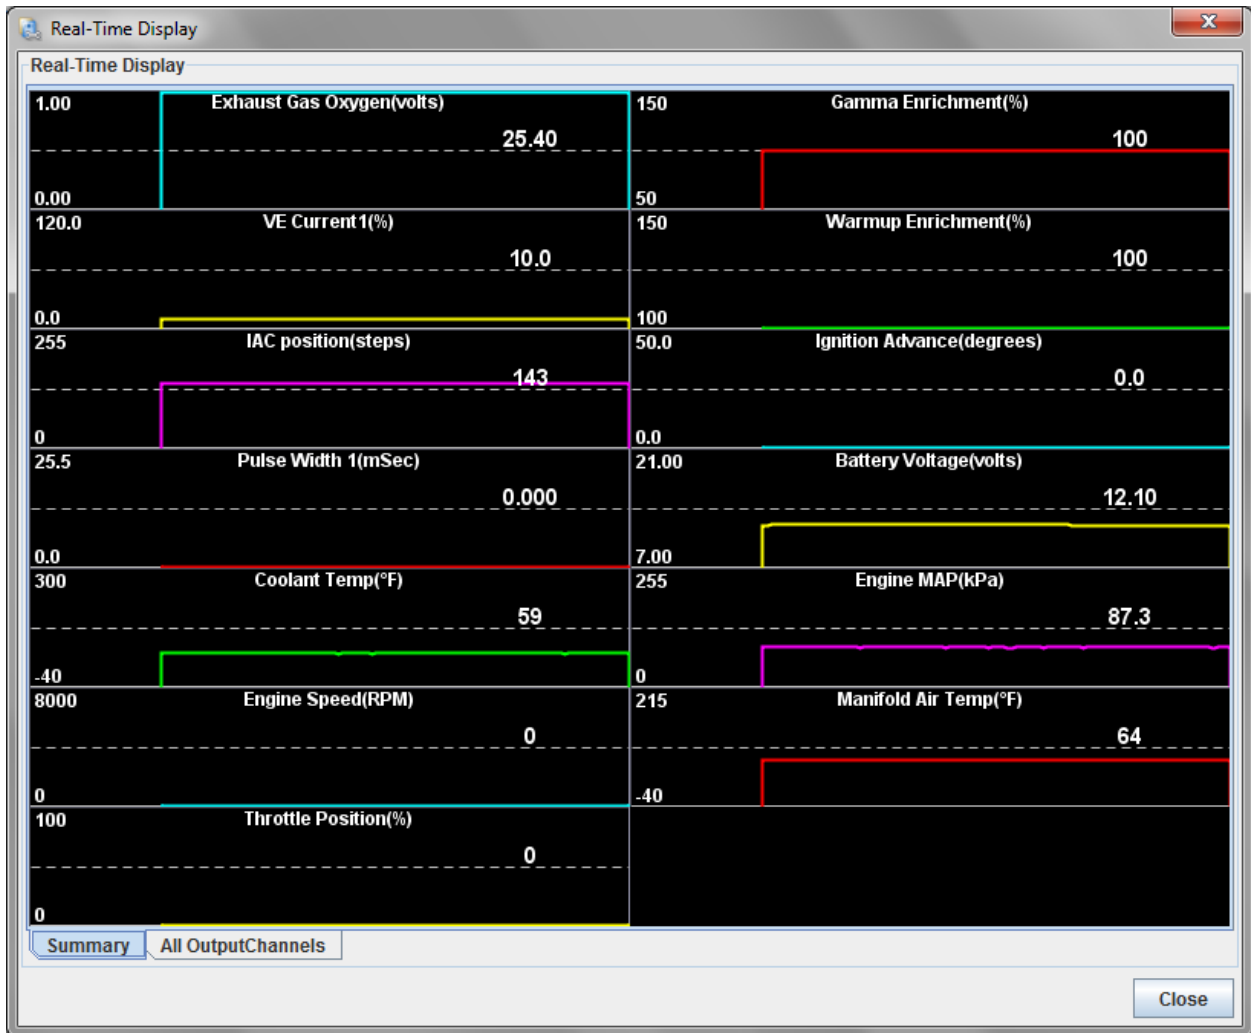 Real-Time Display
Real-Time Display
1.00 Exhaust Gas Oxygen(volts)
25.40
0.00
150 Gamma Enrichment(%)
100
50
120.0 VE Current1(%)
10.0
0.0
150 Warmup Enrichment(%)
100
100
255 IAC position(steps)
143
0
50.0 Ignition Advance(degrees)
0.0
0.0
25.5 Pulse Width 1(mSec)
0.000
0.0
21.00 Battery Voltage(volts)
12.10
7.00
300 Coolant Temp(°F)
59
-40
255 Engine MAP(kPa)
87.3
0
8000 Engine Speed(RPM)
0
0
215 Manifold Air Temp(°F)
64
-40
100 Throttle Position(%)
0
0
Summary All OutputChannels
Close